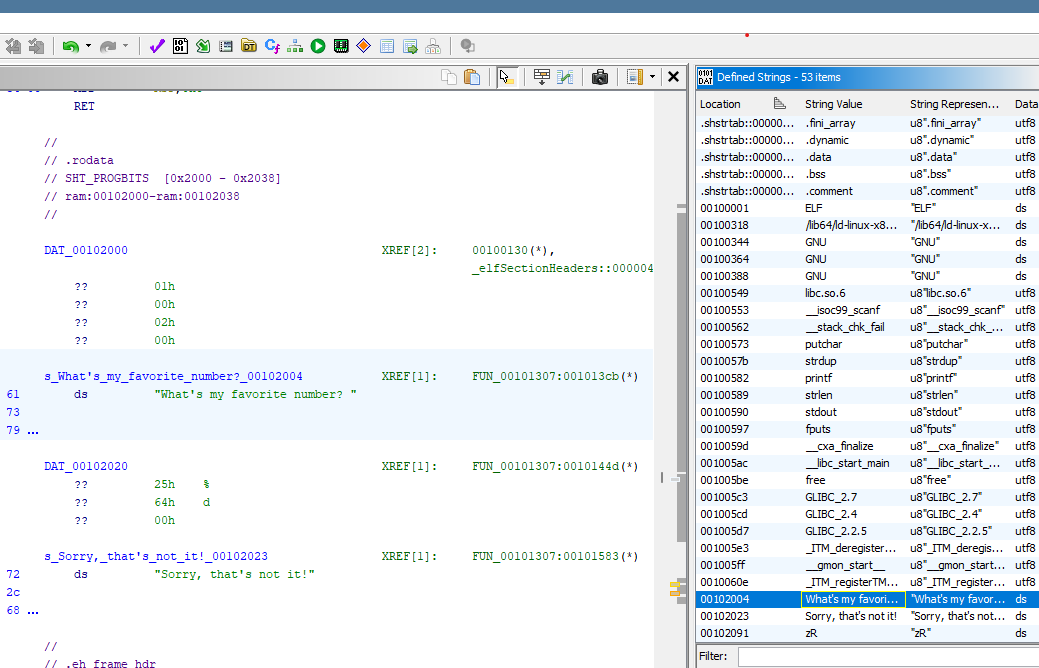 RET
//
// .rodata
// SHT_PROGBITS  [0x2000 - 0x2038]
// ram:00102000-ram:00102038
//
DAT_00102000 XREF[2]: 00100130(*),
_elfSectionHeaders::000004
?? 01h
?? 00h
?? 02h
?? 00h
s_What's_my_favorite_number?_00102004 XREF[1]: FUN_00101307:001013cb(*)
61 ds "What's my favorite number? "
73
79 ...
DAT_00102020 XREF[1]: FUN_00101307:0010144d(*)
?? 25h %
?? 64h d
?? 00h
s_Sorry,_that's_not_it!_00102023 XREF[1]: FUN_00101307:00101583(*)
72 ds "Sorry, that's not it!"
2c
68 ...
//
// .eh_frame_hdr
Defined Strings - 53 items
Location String Value String Represen... Data
.shstrtab::00000... .fini_array u8".fini_array" utf8
.shstrtab::00000... .dynamic u8".dynamic" utf8
.shstrtab::00000... .data u8".data" utf8
.shstrtab::00000... .bss u8".bss" utf8
.shstrtab::00000... .comment u8".comment" utf8
00100001 ELF "ELF" ds
00100318 /lib64/ld-linux-x8... "/lib64/ld-linux-x... ds
00100344 GNU "GNU" ds
00100364 GNU "GNU" ds
00100388 GNU "GNU" ds
00100549 libc.so.6 u8"libc.so.6" utf8
00100553 __isoc99_scanf u8"__isoc99_scanf" utf8
00100562 __stack_chk_fail u8"__stack_chk_... utf8
00100573 putchar u8"putchar" utf8
0010057b strdup u8"strdup" utf8
00100582 printf u8"printf" utf8
00100589 strlen u8"strlen" utf8
00100590 stdout u8"stdout" utf8
00100597 fputs u8"fputs" utf8
0010059d __cxa_finalize u8"__cxa_finalize" utf8
001005ac __libc_start_main u8"__libc_start_... utf8
001005be free u8"free" utf8
001005c3 GLIBC_2.7 u8"GLIBC_2.7" utf8
001005cd GLIBC_2.4 u8"GLIBC_2.4" utf8
001005d7 GLIBC_2.2.5 u8"GLIBC_2.2.5" utf8
001005e3 _ITM_deregister... u8"_ITM_deregis... utf8
001005ff __gmon_start__ u8"__gmon_start... utf8
0010060e _ITM_registerTM... u8"_ITM_register... utf8
00102004 What's my favori... "What's my favor... ds
00102023 Sorry, that's not it! "Sorry, that's not... ds
00102091 zR "zR" ds
Filter: